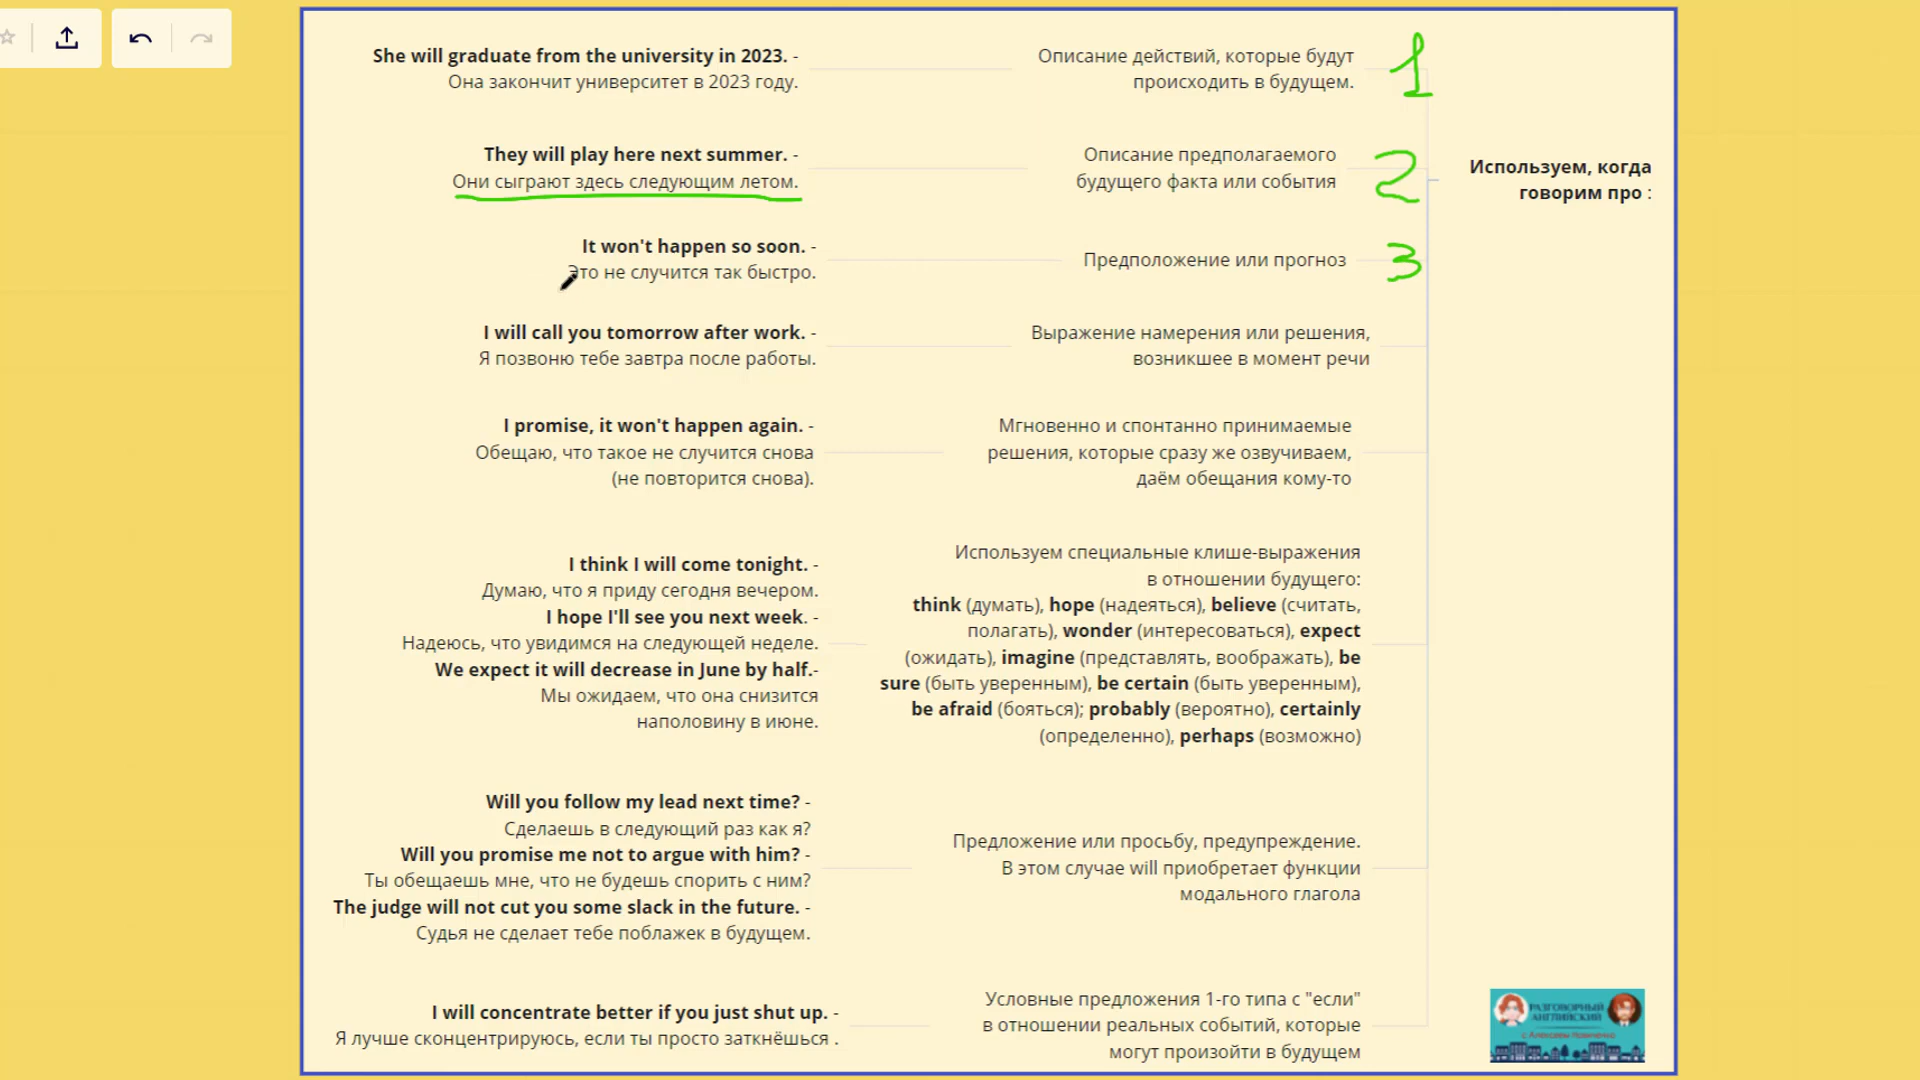 She will graduate from the university in 2023. -
Она закончит университет в 2023 году.
Описание действий, которые будут
происходить в будущем.
1
They will play here next summer. -
Они сыграют здесь следующим летом.
Описание предполагаемого
будущего факта или события
2
Используем, когда
говорим про :
It won't happen so soon. -
Это не случится так быстро.
Предположение или прогноз
3
I will call you tomorrow after work. -
Я позвоню тебе завтра после работы.
Выражение намерения или решения,
возникшее в момент речи
I promise, it won't happen again. -
Обещаю, что такое не случится снова
(не повторится снова).
Мгновенно и спонтанно принимаемые
решения, которые сразу же озвучиваем,
даём обещания кому-то
I think I will come tonight. -
Думаю, что я приду сегодня вечером.
I hope I'll see you next week. -
Надеюсь, что увидимся на следующей неделе.
We expect it will decrease in June by half.-
Мы ожидаем, что она снизится
наполовину в июне.
Используем специальные клише-выражения
в отношении будущего:
think (думать), hope (надеяться), believe (считать,
полагать), wonder (интересоваться), expect
(ожидать), imagine (представлять, воображать), be
sure (быть уверенным), be certain (быть уверенным),
be afraid (бояться); probably (вероятно), certainly
(определенно), perhaps (возможно)
Will you follow my lead next time? -
Сделаешь в следующий раз как я?
Will you promise me not to argue with him? -
Ты обещаешь мне, что не будешь спорить с ним?
The judge will not cut you some slack in the future. -
Судья не сделает тебе поблажек в будущем.
Предложение или просьбу, предупреждение.
В этом случае will приобретает функции
модального глагола
I will concentrate better if you just shut up. -
Я лучше сконцентрируюсь, если ты просто заткнёшься .
Условные предложения 1-го типа с "если"
в отношении реальных событий, которые
могут произойти в будущем
РАЗГОВОРНЫЙ
АНГЛИЙСКИЙ
с Алексеем